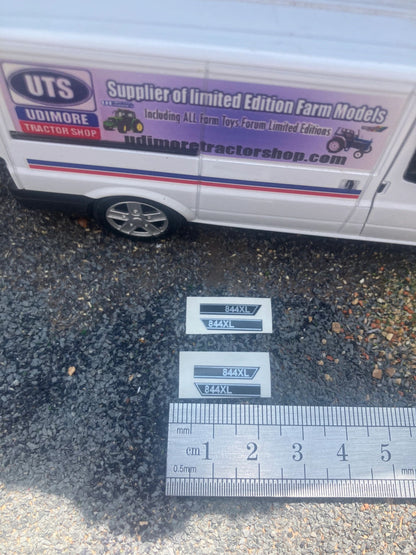 UTS
UDIMORE
TRACTOR SHOP
Supplier of limited Edition Farm Models
Including ALL Farm Toys Forum Limited Editions
udimoretractorshop.com
844XL
844XL
844XL
844XL
mm
cm 1 2 3 4 5
0.5mm
mm